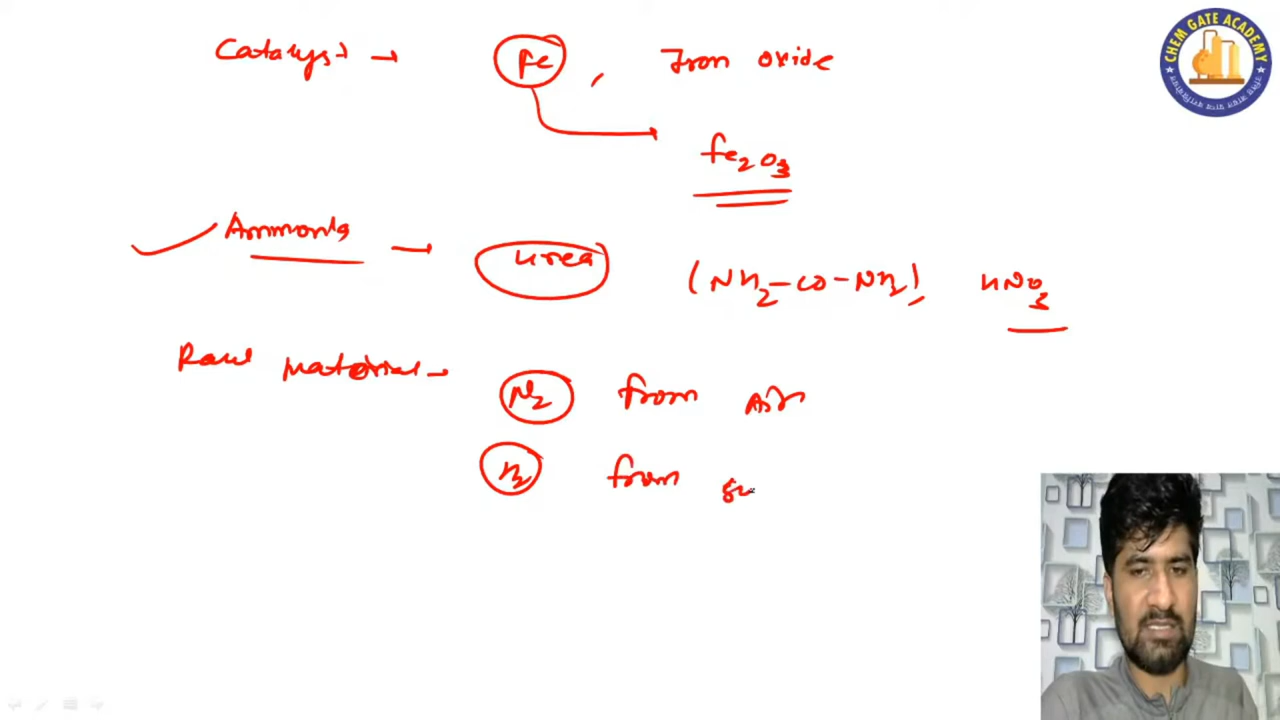 Catalyst → Fe, Iron oxide
Fe2O3
Ammonia → Urea (NH2-CO-NH2), HNO3
Raw Material → N2 from Air
H2 from
CHEM GATE ACADEMY